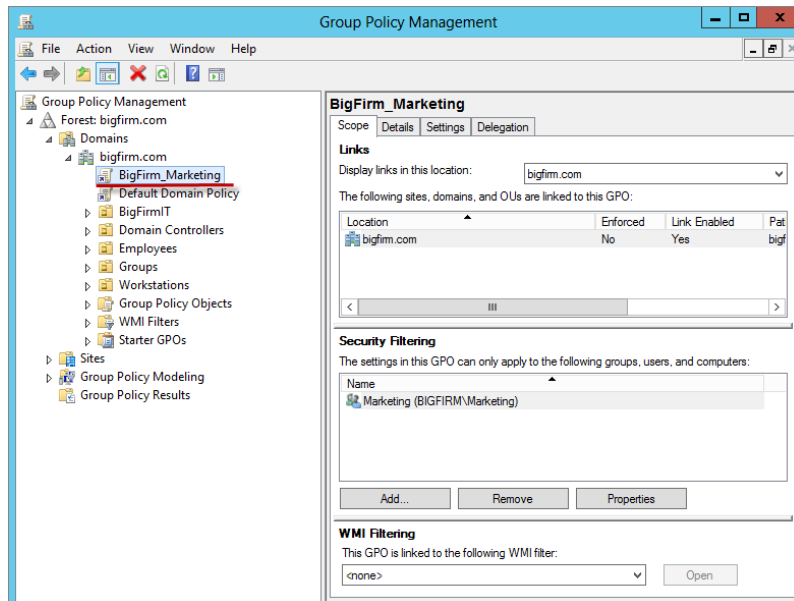 Group Policy Management
File Action View Window Help
Group Policy Management
Forest: bigfirm.com
Domains
bigfirm.com
BigFirm_Marketing
Default Domain Policy
BigFirmIT
Domain Controllers
Employees
Groups
Workstations
Group Policy Objects
WMI Filters
Starter GPOs
Sites
Group Policy Modeling
Group Policy Results
BigFirm_Marketing
Scope Details Settings Delegation
Links
Display links in this location: bigfirm.com
The following sites, domains, and OUs are linked to this GPO:
Location Enforced Link Enabled Pat
bigfirm.com No Yes bigf
Security Filtering
The settings in this GPO can only apply to the following groups, users, and computers:
Name
Marketing (BIGFIRM\Marketing)
Add... Remove Properties
WMI Filtering
This GPO is linked to the following WMI filter:
<none> Open